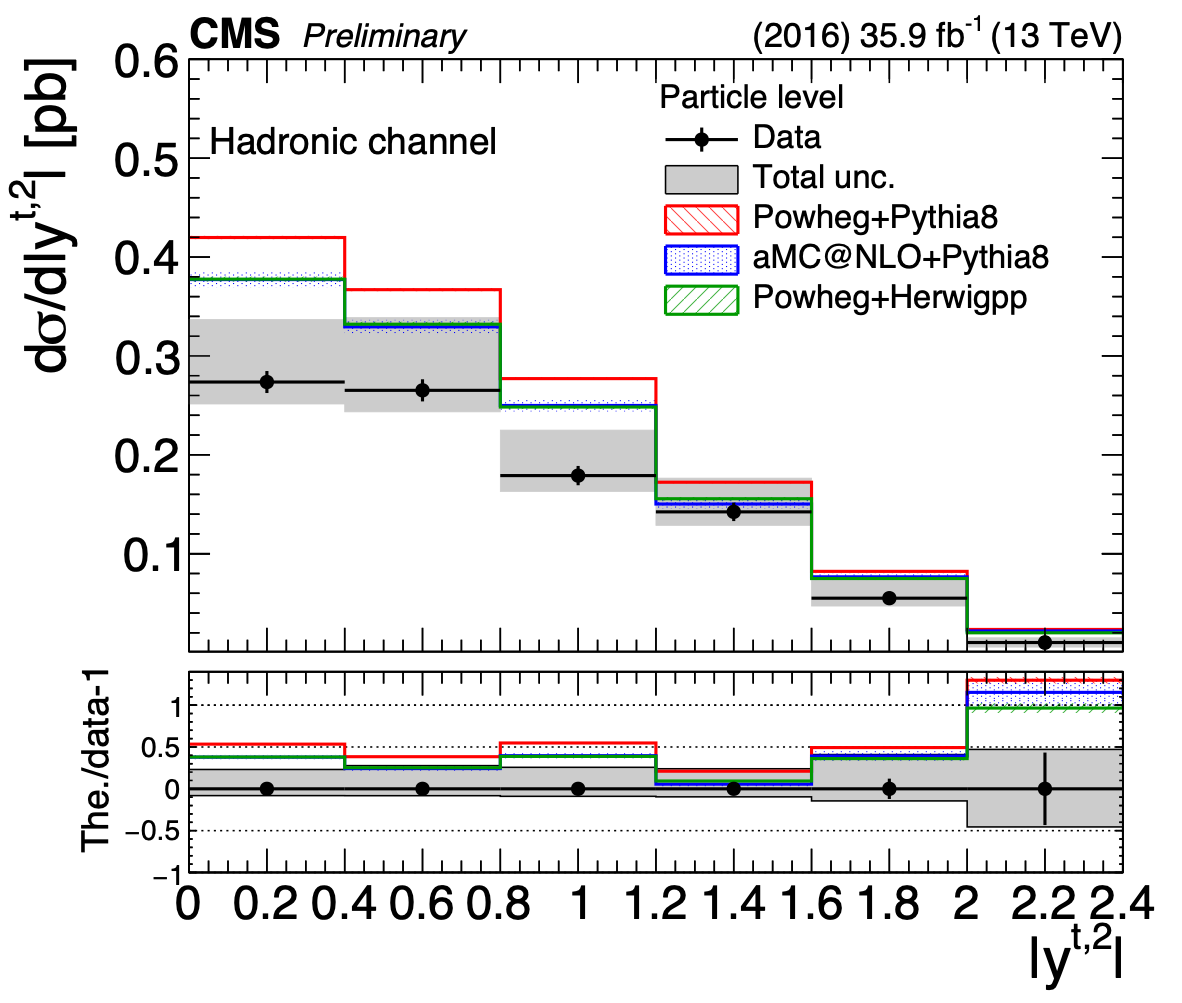 CMS Preliminary (2016) 35.9 fb⁻¹ (13 TeV)
dσ/d|y^{t,2}| [pb]
0.6
0.5
0.4
0.3
0.2
0.1
Hadronic channel
Particle level
Data
Total unc.
Powheg+Pythia8
aMC@NLO+Pythia8
Powheg+Herwigpp
The./data-1
1
0.5
0
−0.5
−1
0 0.2 0.4 0.6 0.8 1 1.2 1.4 1.6 1.8 2 2.2 2.4
|y^{t,2}|